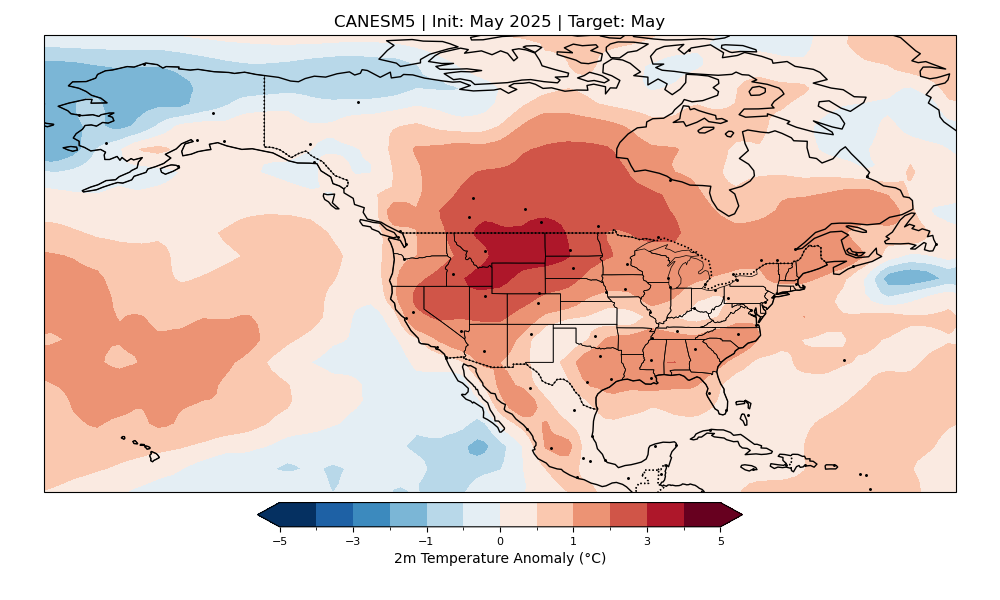 CANESM5 | Init: May 2025 | Target: May
−5 −3 −1 0 1 3 5
2m Temperature Anomaly (°C)